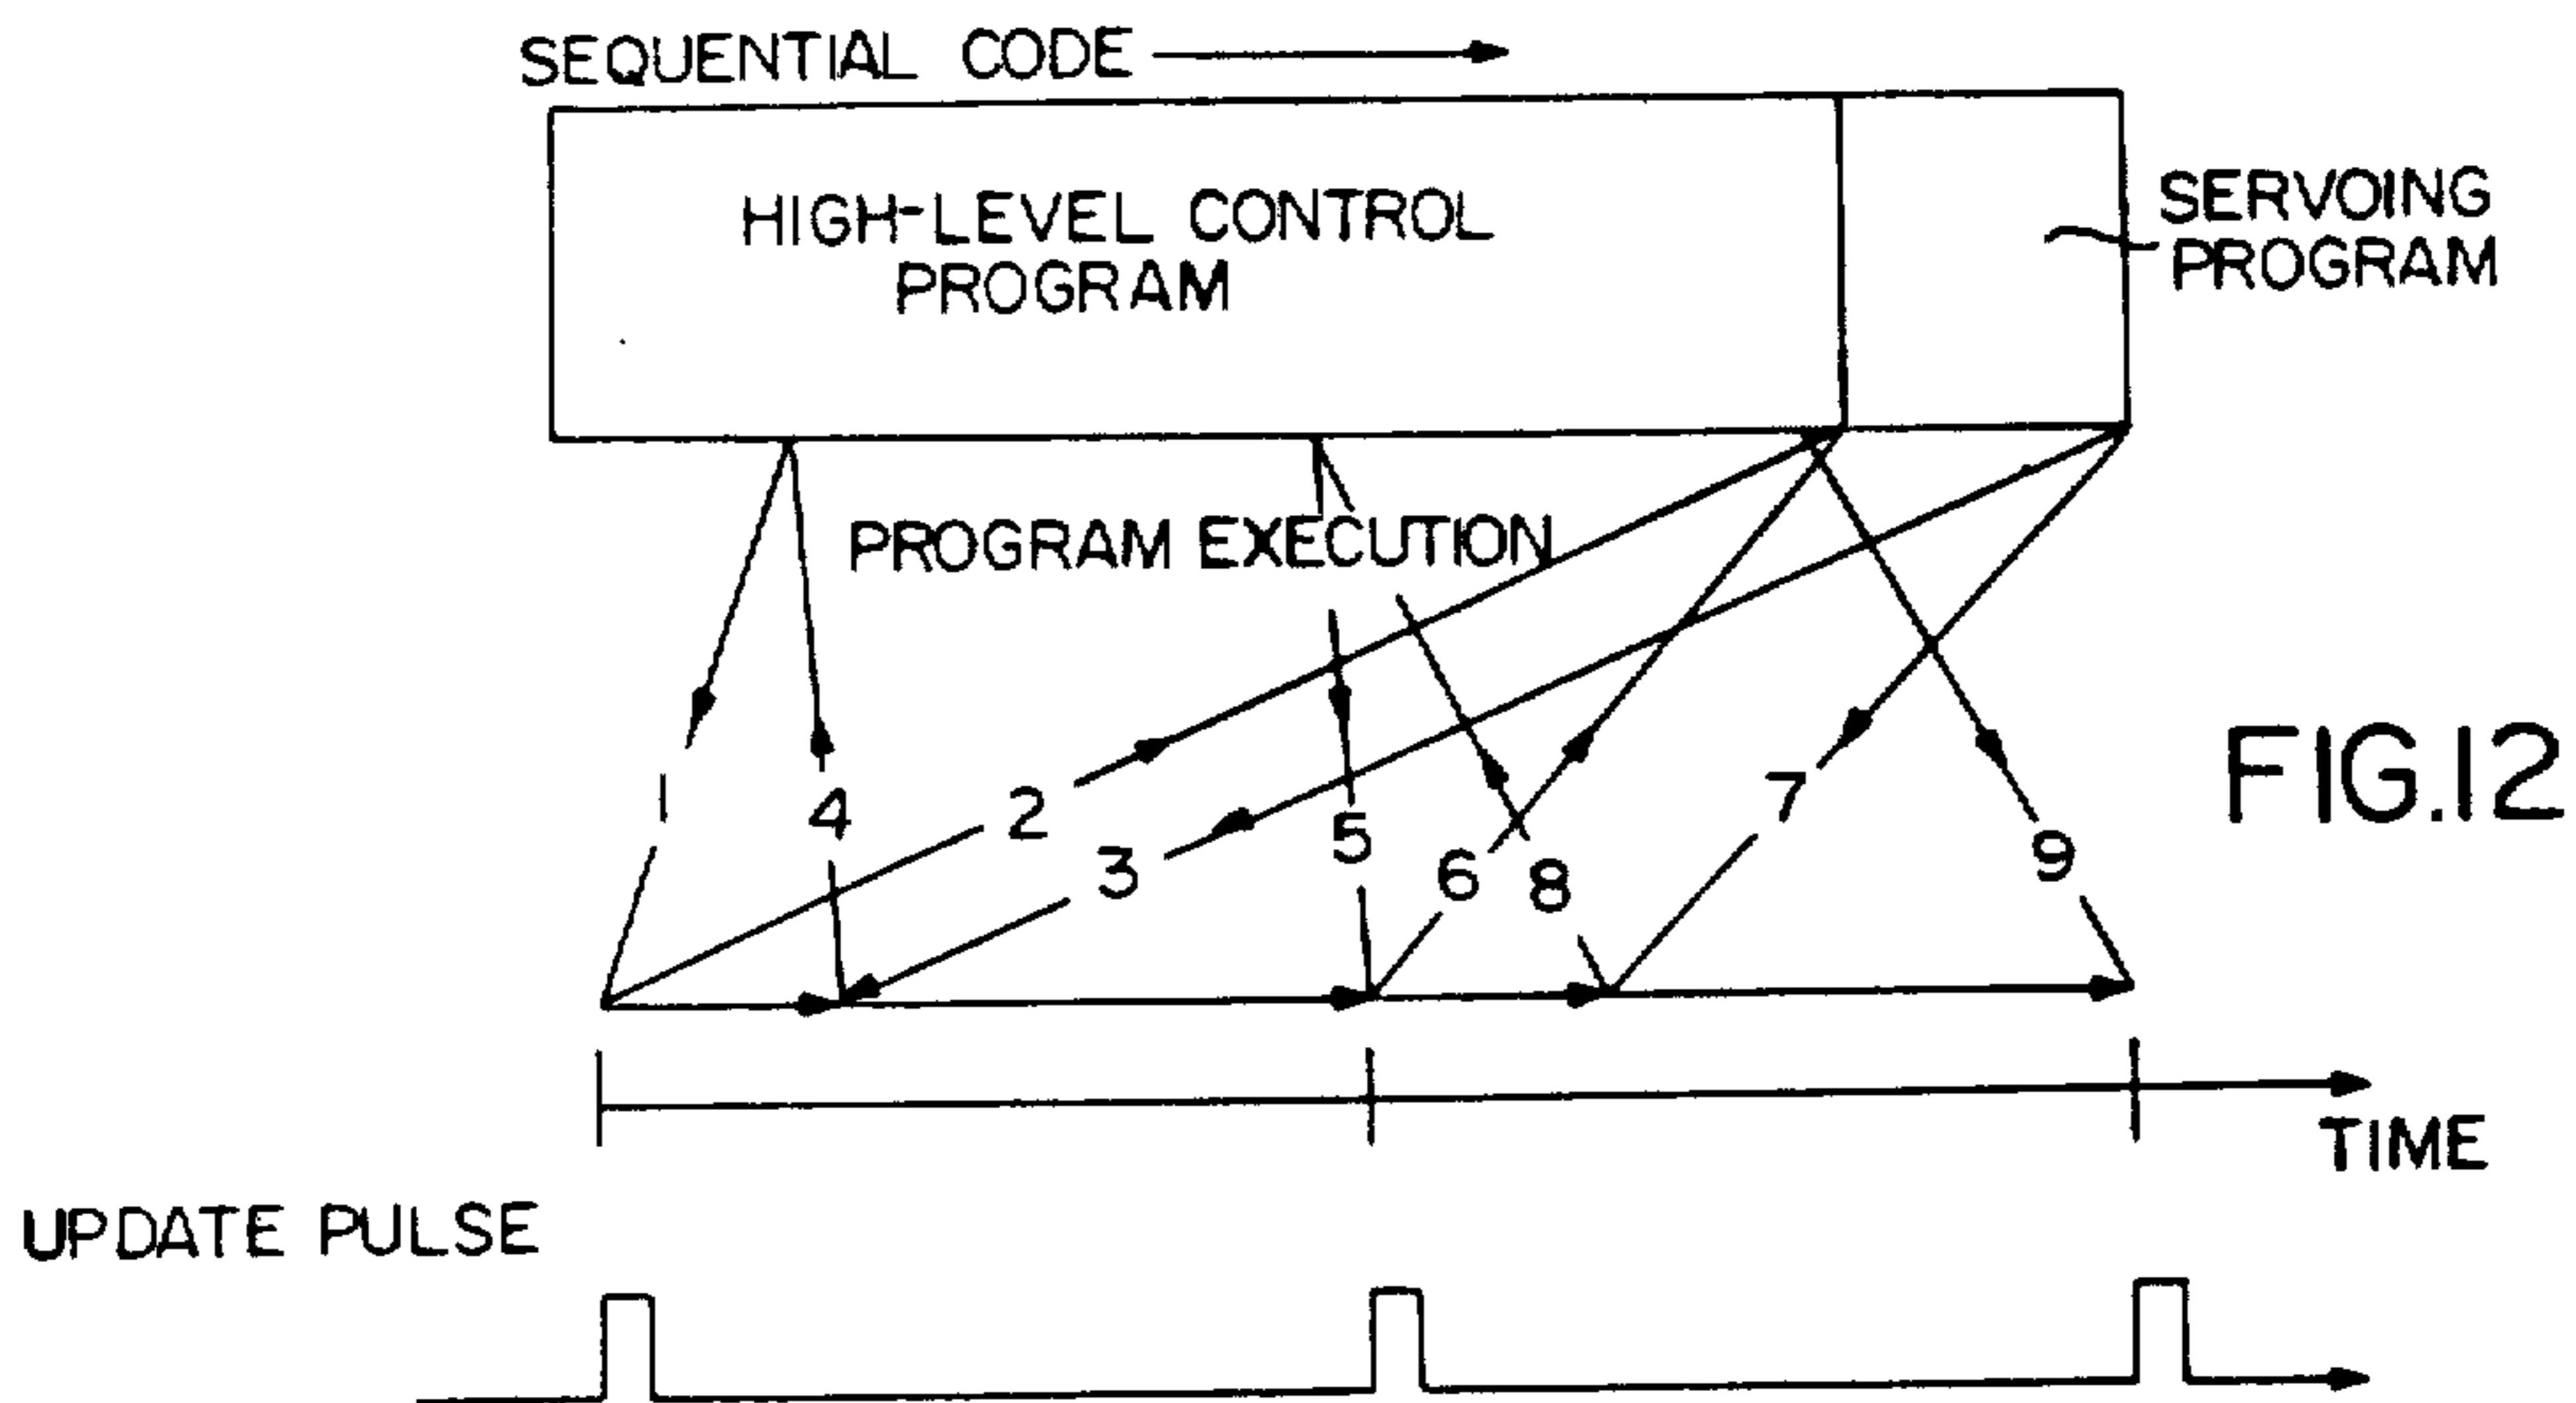 SEQUENTIAL CODE
HIGH-LEVEL CONTROL
PROGRAM
SERVOING
PROGRAM
PROGRAM EXECUTION
1
4
2
3
5
6
8
7
9
FIG.12
TIME
UPDATE PULSE